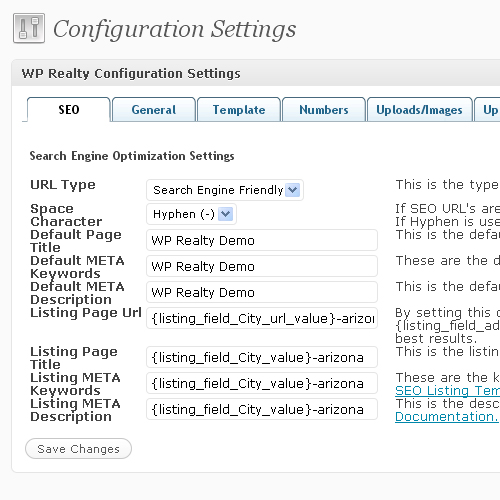 Configuration Settings
WP Realty Configuration Settings
SEO General Template Numbers Uploads/Images Up
Search Engine Optimization Settings
URL Type Search Engine Friendly This is the type
Space If SEO URL's are
Character Hyphen (-) If Hyphen is use
Default Page This is the defa
Title WP Realty Demo
Default META These are the d
Keywords WP Realty Demo
Default META This is the defa
Description WP Realty Demo
Listing Page Url {listing_field_City_url_value}-arizon By setting this o
{listing_field_ad
best results.
Listing Page This is the listin
Title {listing_field_City_value}-arizona
Listing META These are the k
Keywords {listing_field_City_value}-arizona SEO Listing Tem
Listing META This is the desc
Description {listing_field_City_value}-arizona Documentation.
Save Changes